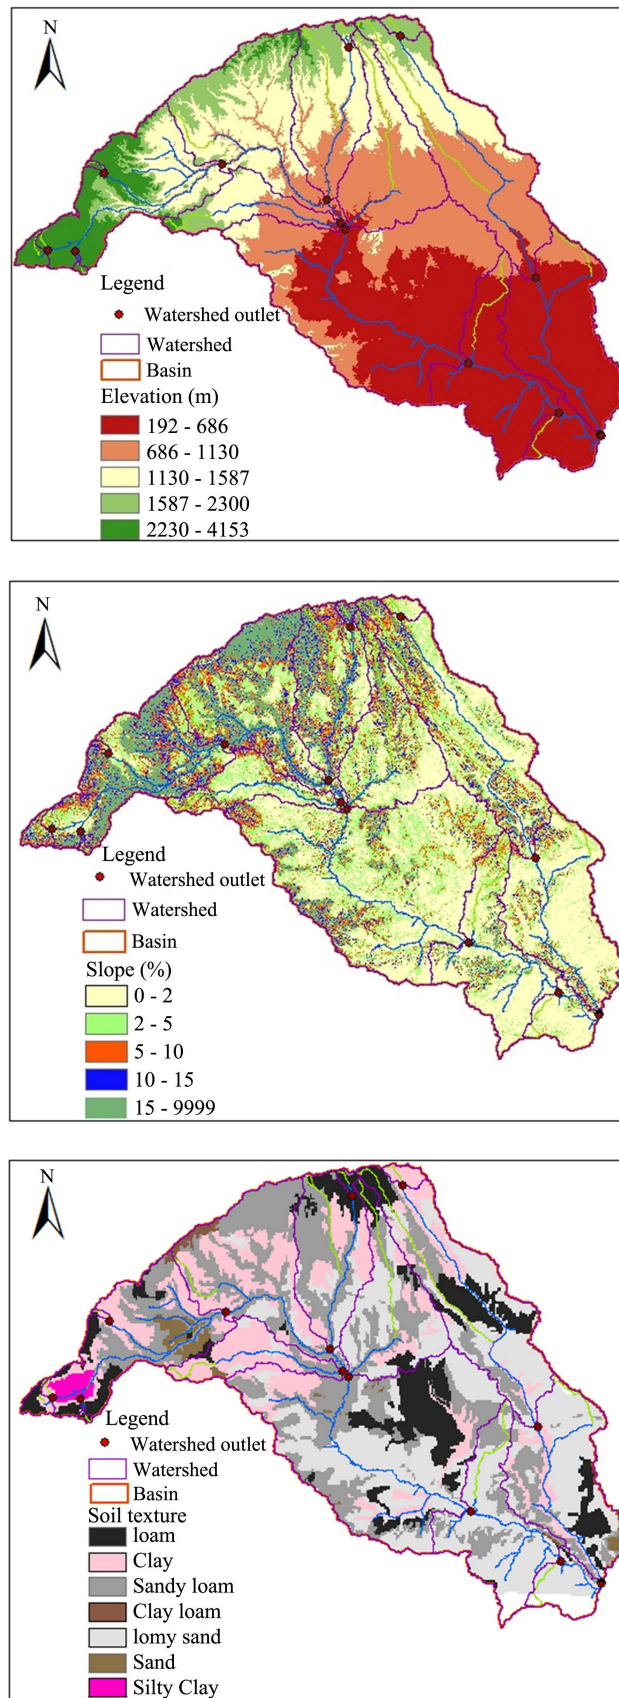 N
Legend
Watershed outlet
Watershed
Basin
Elevation (m)
192 - 686
686 - 1130
1130 - 1587
1587 - 2300
2230 - 4153
N
Legend
Watershed outlet
Watershed
Basin
Slope (%)
0 - 2
2 - 5
5 - 10
10 - 15
15 - 9999
N
Legend
Watershed outlet
Watershed
Basin
Soil texture
loam
Clay
Sandy loam
Clay loam
lomy sand
Sand
Silty Clay